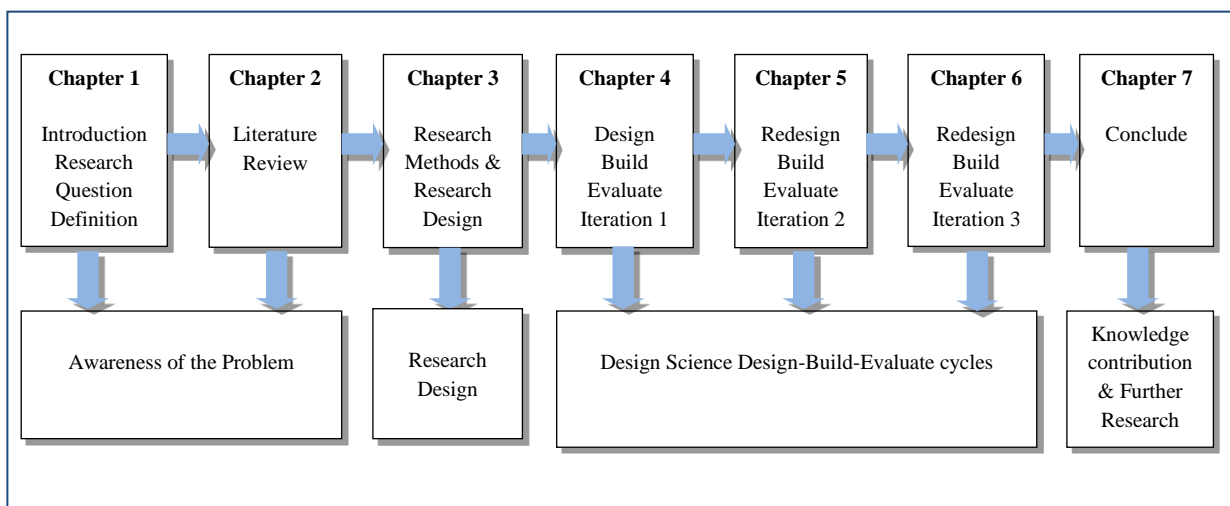 Chapter 1
Introduction
Research
Question
Definition
Chapter 2
Literature
Review
Chapter 3
Research
Methods &
Research
Design
Chapter 4
Design
Build
Evaluate
Iteration 1
Chapter 5
Redesign
Build
Evaluate
Iteration 2
Chapter 6
Redesign
Build
Evaluate
Iteration 3
Chapter 7
Conclude
Awareness of the Problem
Research
Design
Design Science Design-Build-Evaluate cycles
Knowledge
contribution
& Further
Research